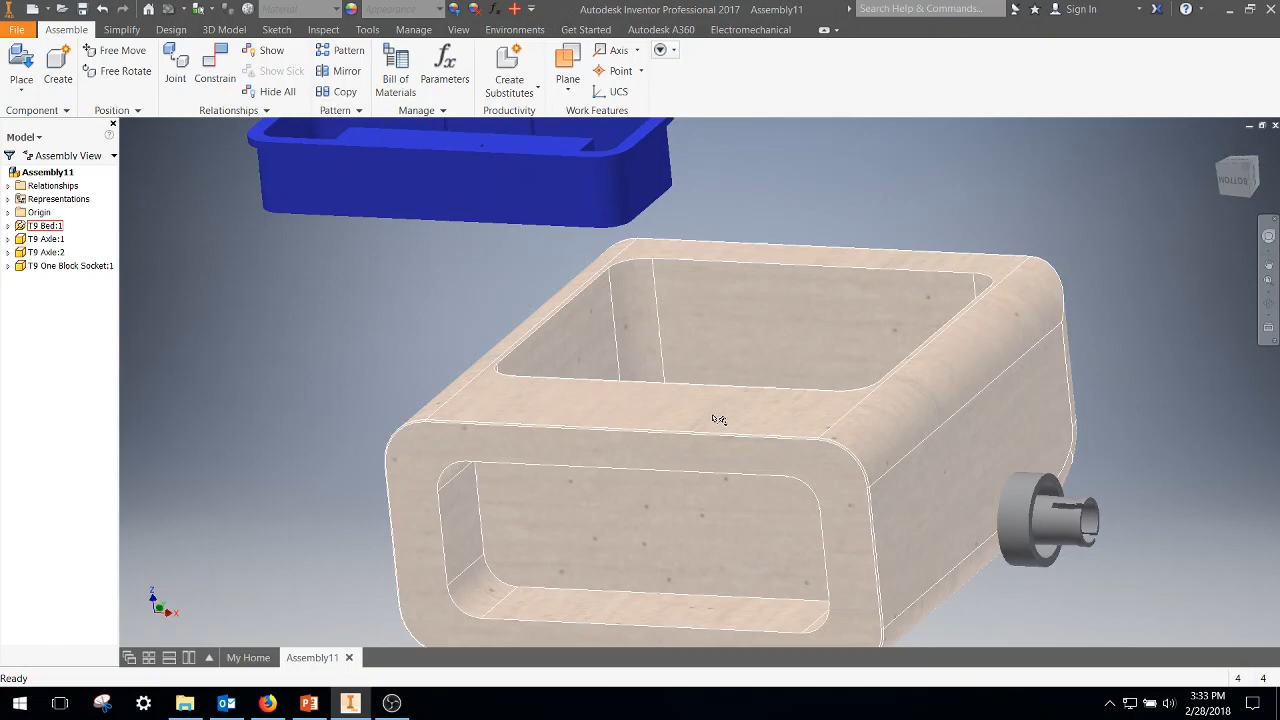 Material
Appearance
Autodesk Inventor Professional 2017 Assembly11
Search Help & Commands...
Sign In
File
Assemble
Simplify
Design
3D Model
Sketch
Inspect
Tools
Manage
View
Environments
Get Started
Autodesk A360
Electromechanical
Place
Create
Free Move
Free Rotate
Joint
Constrain
Show
Show Sick
Hide All
Pattern
Mirror
Copy
Bill of
Materials
fx
Parameters
Create
Substitutes
Plane
Axis
Point
UCS
Component
Position
Relationships
Pattern
Manage
Productivity
Work Features
Model
Assembly View
Assembly11
Relationships
Representations
Origin
T9 Bed:1
T9 Axle:1
T9 Axle:2
T9 One Block Socket:1
BOTTOM
Z
X
My Home
Assembly11
Ready
4 4
3:33 PM
2/28/2018